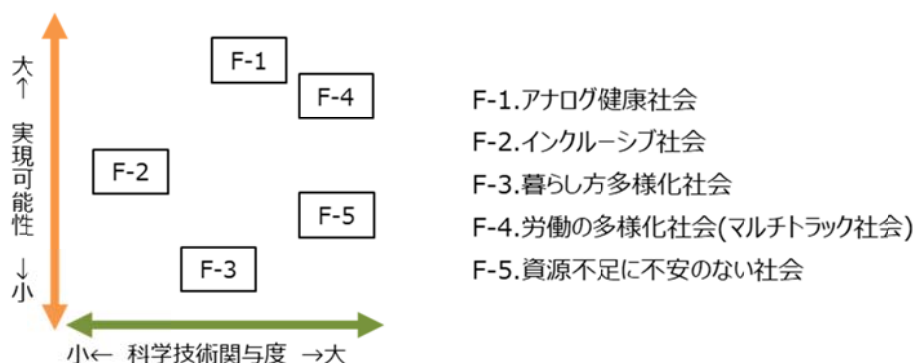 大↑ 実現可能性 ↓小
F-1
F-4
F-2
F-5
F-3
小← 科学技術関与度 →大
F-1.アナログ健康社会
F-2.インクルーシブ社会
F-3.暮らし方多様化社会
F-4.労働の多様化社会(マルチトラック社会)
F-5.資源不足に不安のない社会